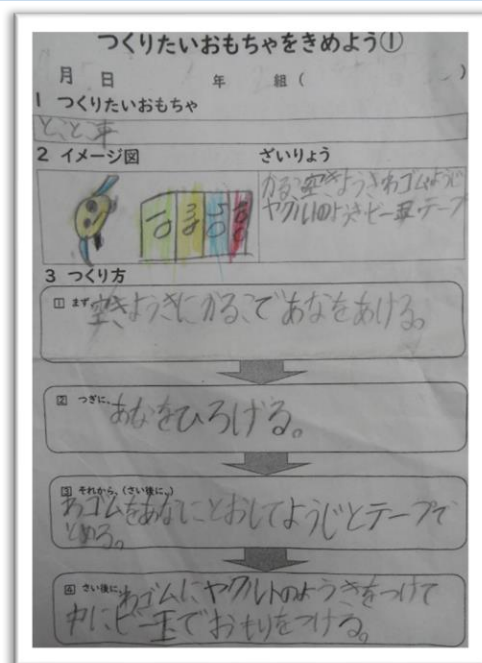 つくりたいおもちゃをきめよう①
月 日 年 組 ( )
1 つくりたいおもちゃ
とことこ車
2 イメージ図 ざいりょう
空きようきわゴムようじ
ヤクルトのようきビー玉・テープ
10 30 50 100
3 つくり方
① まず
空きようきにかるこであなをあける。
② つぎに、
あなをひろげる。
③ それから、(さい後に、)
わゴムをあなにとおしてようじとテープで
とめる。
④ さい後に
わゴムにヤクルトのようきをつけて
中にビー玉でおもりをつける。